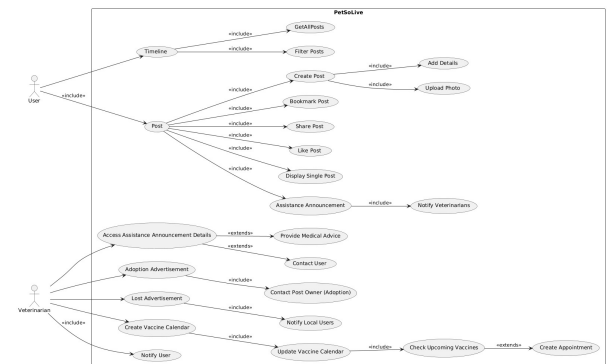 PetSoLive
GetAllPosts
«include»
Timeline
«include»
Filter Posts
Add Details
«include»
Create Post
«include»
Upload Photo
«include»
User
«include»
Bookmark Post
«include»
Post
«include»
Share Post
«include»
Like Post
«include»
Display Single Post
«include»
Assistance Announcement
«include»
Notify Veterinarians
Access Assistance Announcement Details
«extends»
Provide Medical Advice
«extends»
Contact User
Adoption Advertisement
«include»
Contact Post Owner (Adoption)
Veterinarian
Lost Advertisement
«include»
Notify Local Users
«include»
Create Vaccine Calendar
«include»
Update Vaccine Calendar
«include»
Check Upcoming Vaccines
«extends»
Create Appointment
Notify User